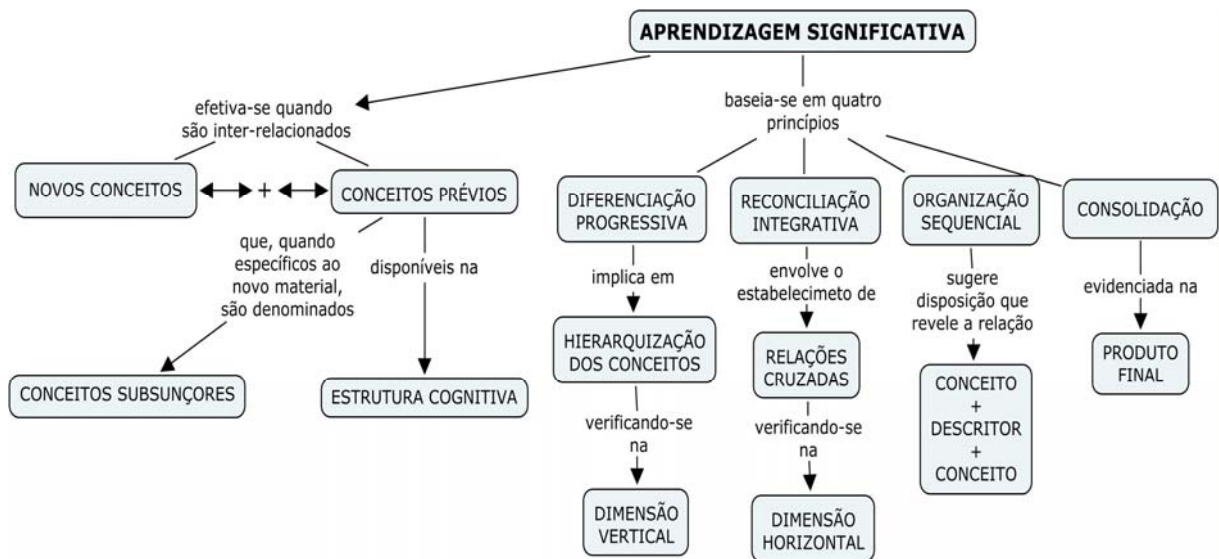 APRENDIZAGEM SIGNIFICATIVA
efetiva-se quando
são inter-relacionados
baseia-se em quatro
princípios
NOVOS CONCEITOS
+
CONCEITOS PRÉVIOS
DIFERENCIAÇÃO
PROGRESSIVA
RECONCILIAÇÃO
INTEGRATIVA
ORGANIZAÇÃO
SEQUENCIAL
CONSOLIDAÇÃO
que, quando
específicos ao
novo material,
são denominados
disponíveis na
implica em
envolve o
estabelecimeto de
sugere
disposição que
revele a relação
evidenciada na
CONCEITOS SUBSUNÇORES
ESTRUTURA COGNITIVA
HIERARQUIZAÇÃO
DOS CONCEITOS
RELAÇÕES
CRUZADAS
CONCEITO
+
DESCRITOR
+
CONCEITO
PRODUTO
FINAL
verificando-se
na
verificando-se
na
DIMENSÃO
VERTICAL
DIMENSÃO
HORIZONTAL